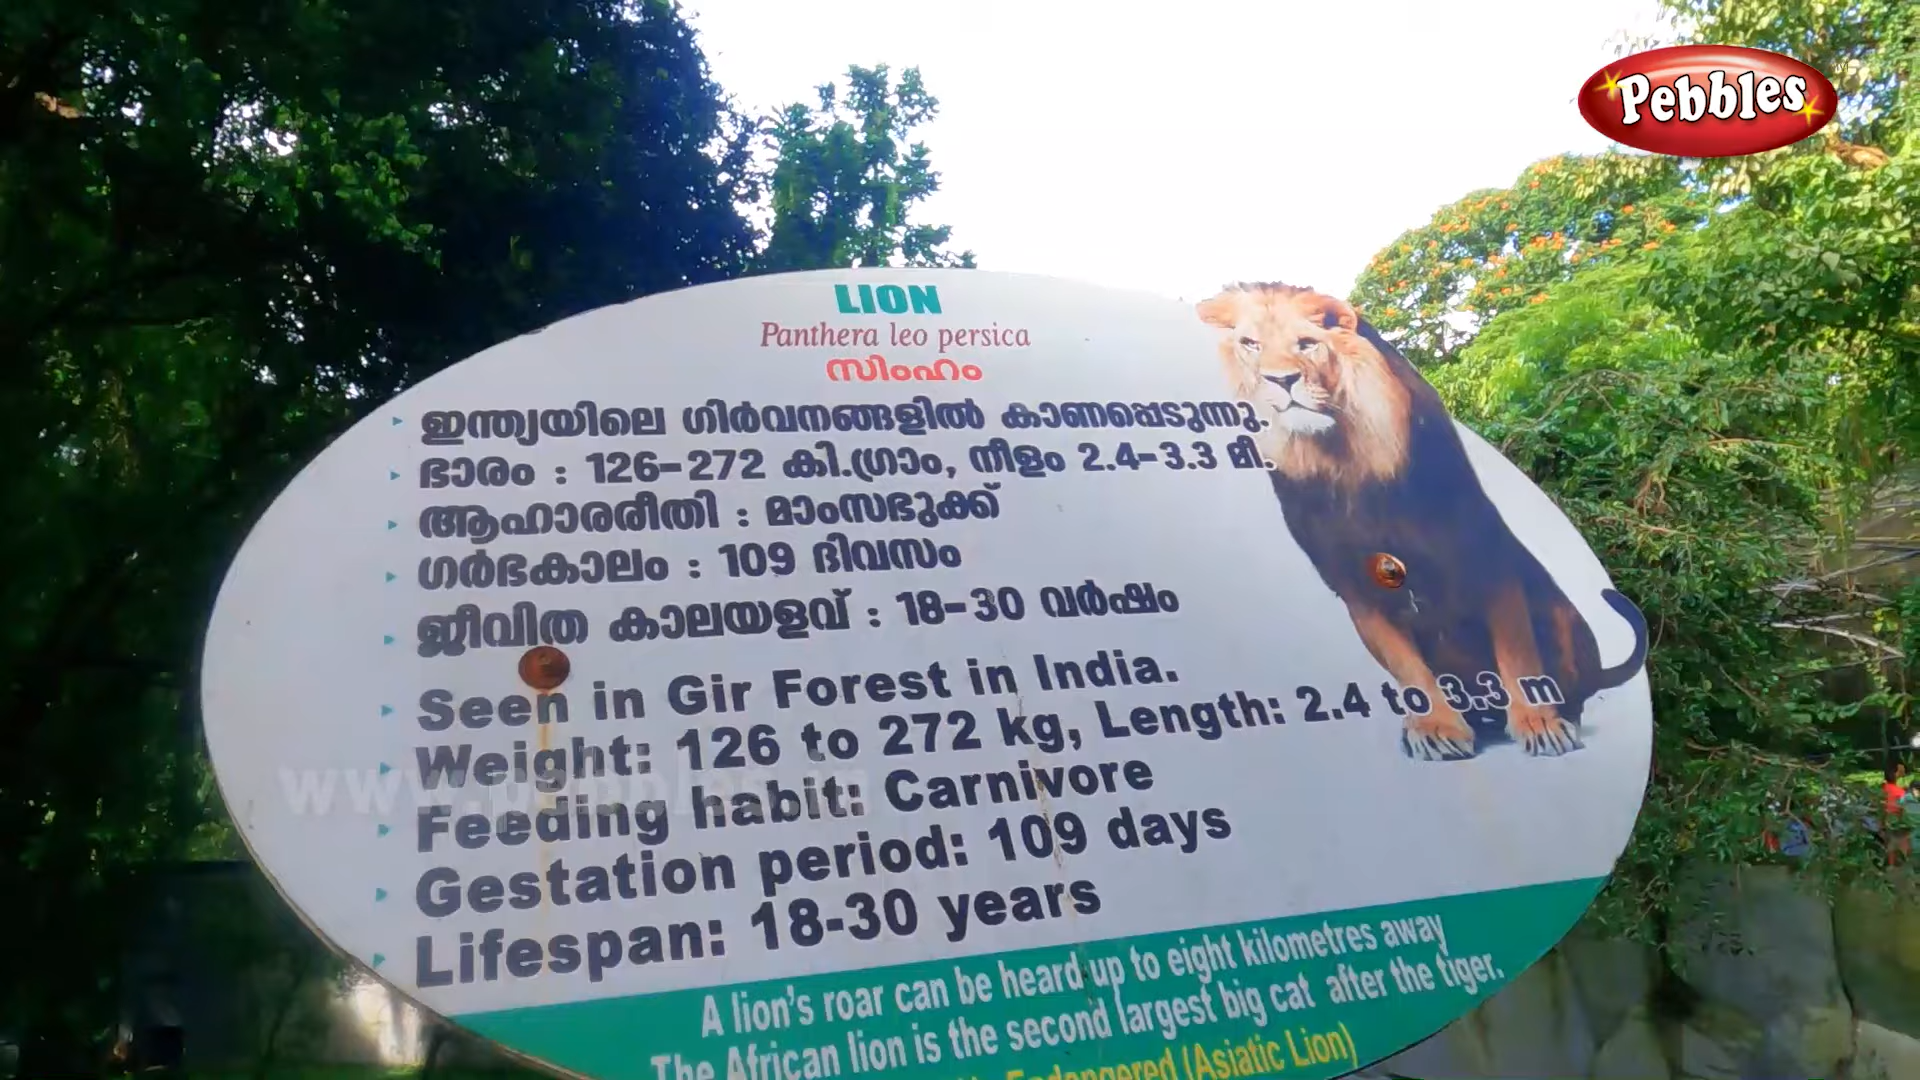 Pebbles
LION
Panthera leo persica
സിംഹം
ഇന്ത്യയിലെ ഗിർവനങ്ങളിൽ കാണപ്പെടുന്നു.
ഭാരം : 126-272 കി.ഗ്രാം, നീളം 2.4-3.3 മീ.
ആഹാരരീതി : മാംസഭുക്ക്
ഗർഭകാലം : 109 ദിവസം
ജീവിത കാലയളവ് : 18-30 വർഷം
Seen in Gir Forest in India.
Weight: 126 to 272 kg, Length: 2.4 to 3.3 m
www.pebbles.in
Feeding habit: Carnivore
Gestation period: 109 days
Lifespan: 18-30 years
A lion's roar can be heard up to eight kilometres away
The African lion is the second largest big cat after the tiger.
Endangered (Asiatic Lion)